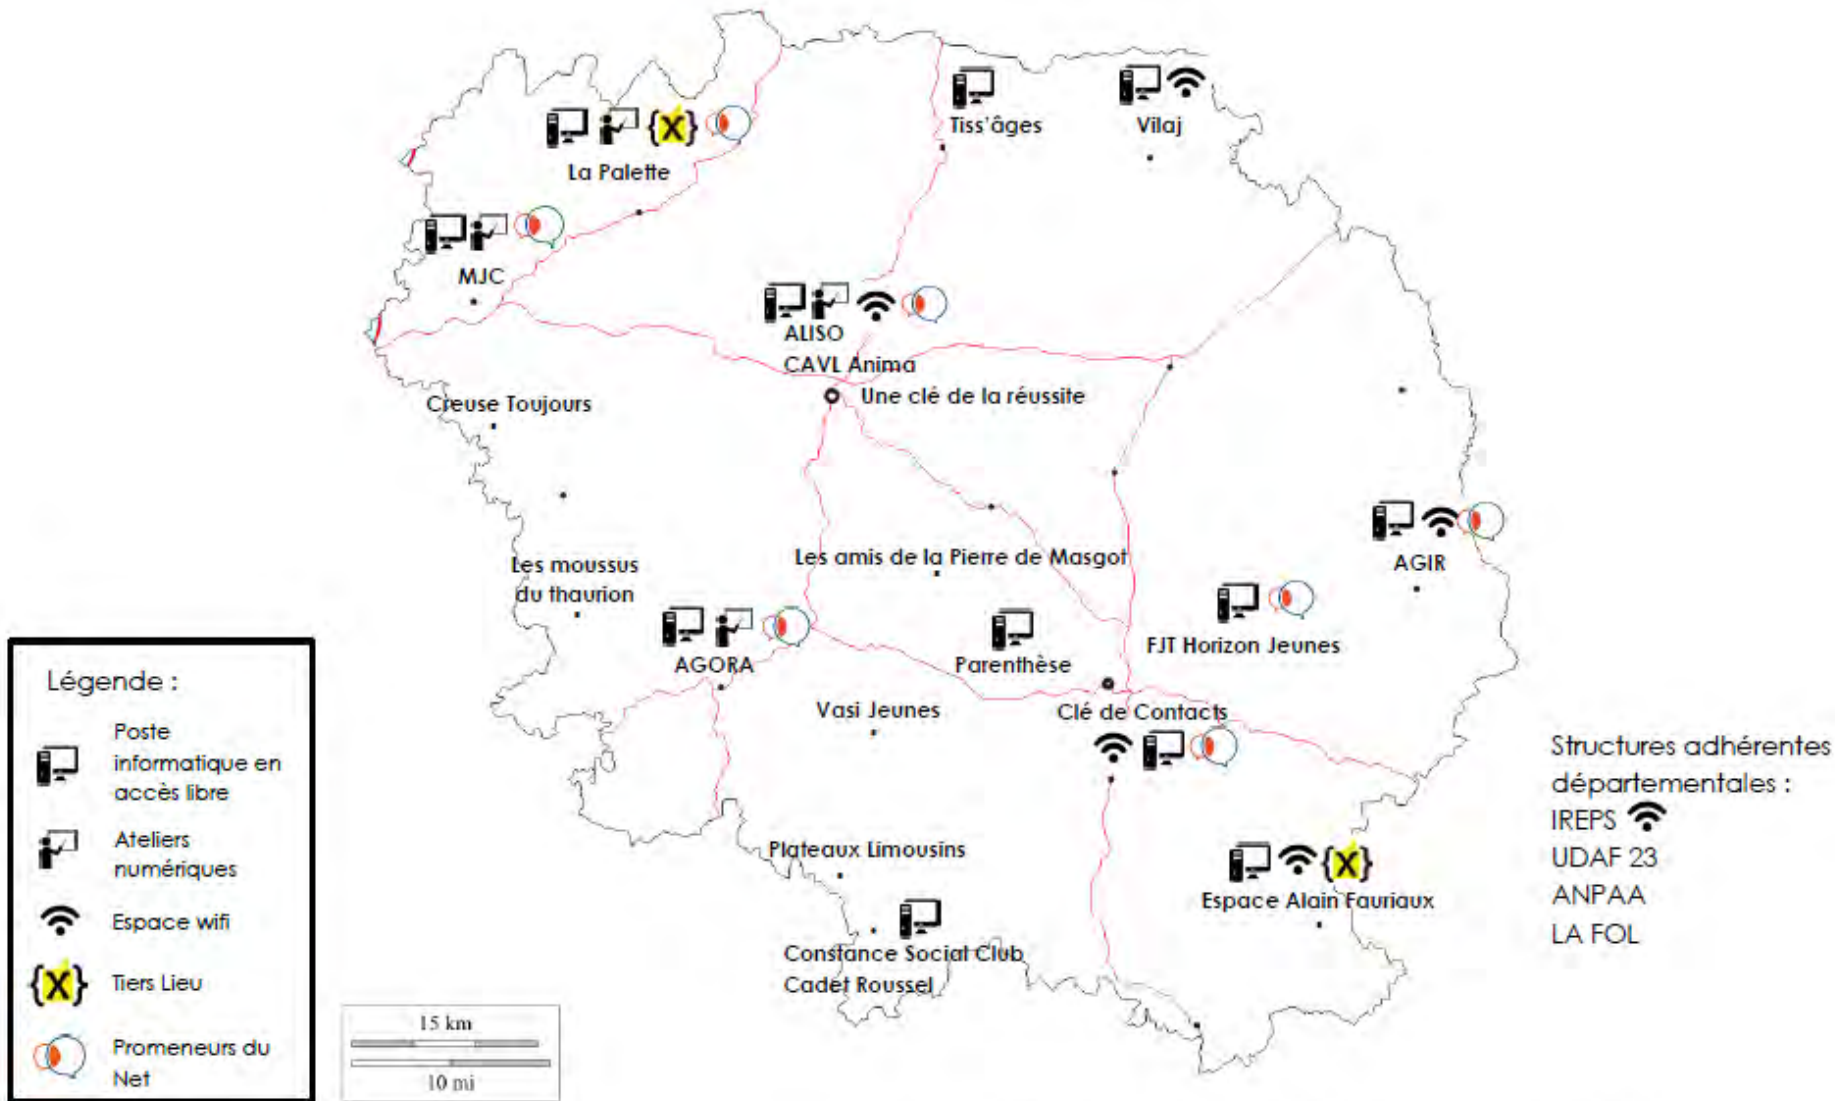 Tiss'âges
Vilaj
La Palette
MJC
ALISO
CAVL Anima
Une clé de la réussite
Creuse Toujours
Les amis de la Pierre de Masgot
Les moussus
du thaurion
AGIR
FJT Horizon Jeunes
AGORA
Parenthèse
Vasi Jeunes
Clé de Contacts
Plateaux Limousins
Espace Alain Fauriaux
Constance Social Club
Cadet Roussel
Légende :
Poste
informatique en
accès libre
Ateliers
numériques
Espace wifi
{X} Tiers Lieu
Promeneurs du
Net
15 km
10 mi
Structures adhérentes
départementales :
IREPS
UDAF 23
ANPAA
LA FOL
{X}
{X}